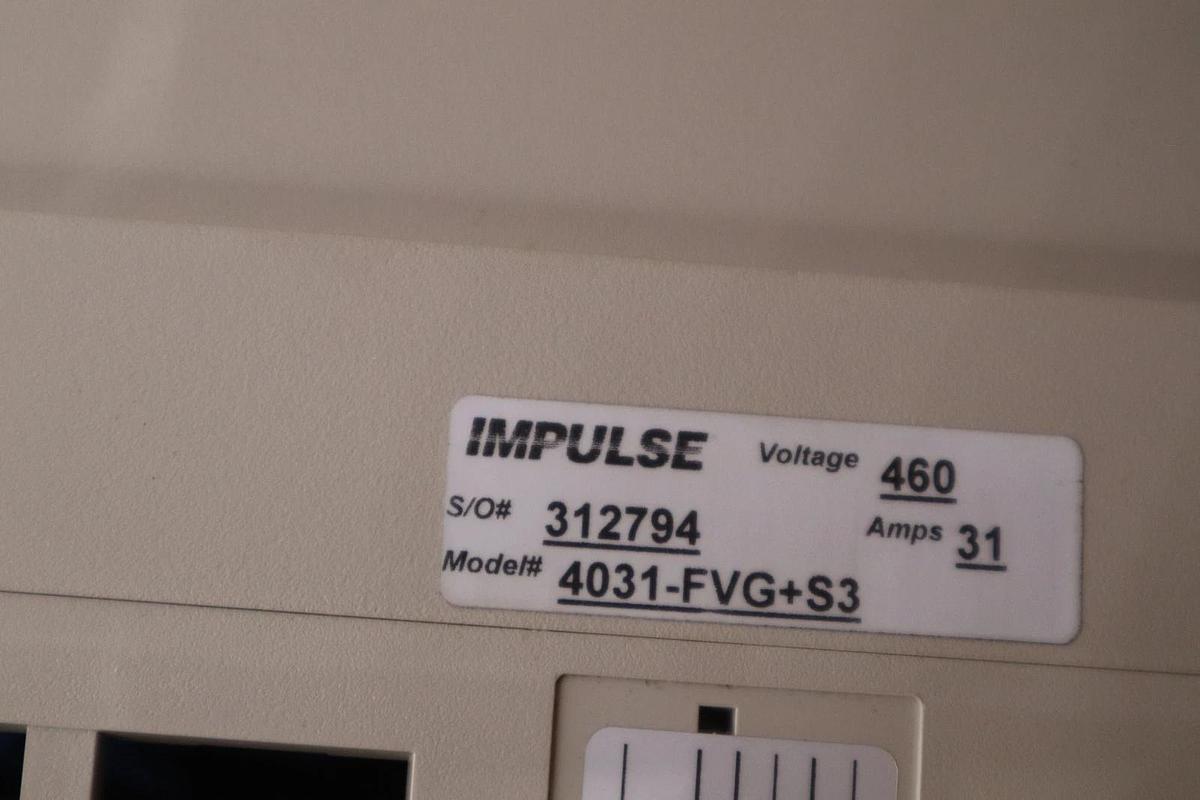 IMPULSE Voltage 460
S/O# 312794 Amps 31
Model# 4031-FVG+S3